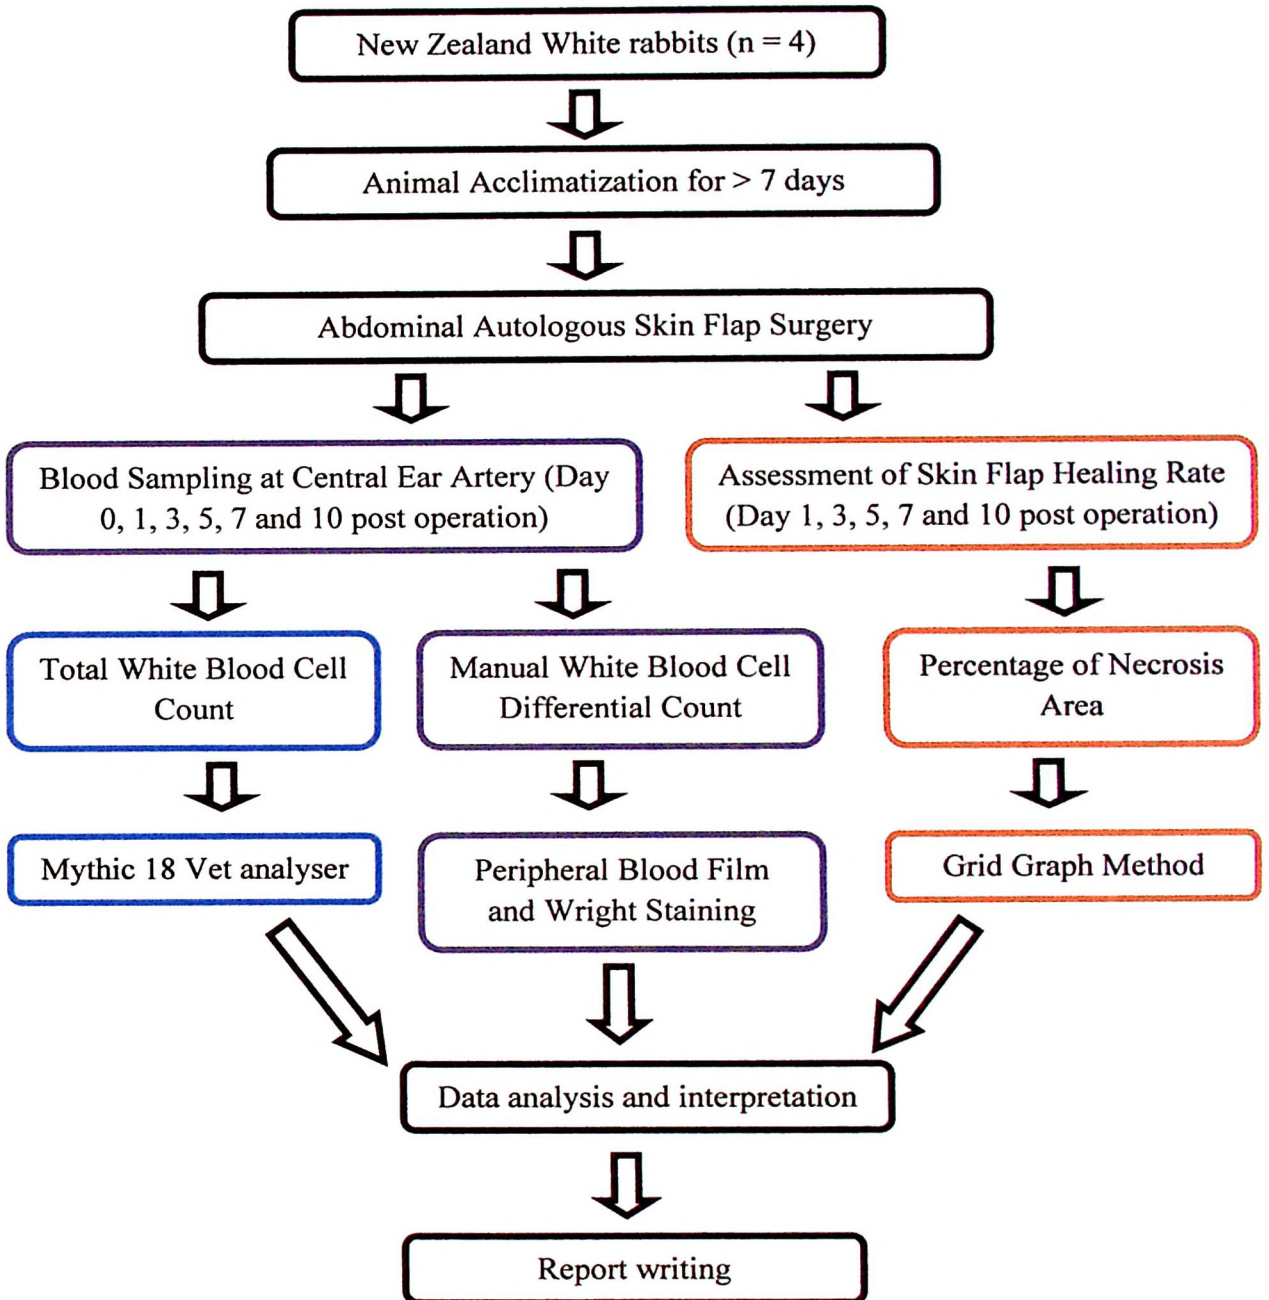 New Zealand White rabbits (n = 4)
Animal Acclimatization for > 7 days
Abdominal Autologous Skin Flap Surgery
Blood Sampling at Central Ear Artery (Day
0, 1, 3, 5, 7 and 10 post operation)
Assessment of Skin Flap Healing Rate
(Day 1, 3, 5, 7 and 10 post operation)
Total White Blood Cell
Count
Manual White Blood Cell
Differential Count
Percentage of Necrosis
Area
Mythic 18 Vet analyser
Peripheral Blood Film
and Wright Staining
Grid Graph Method
Data analysis and interpretation
Report writing